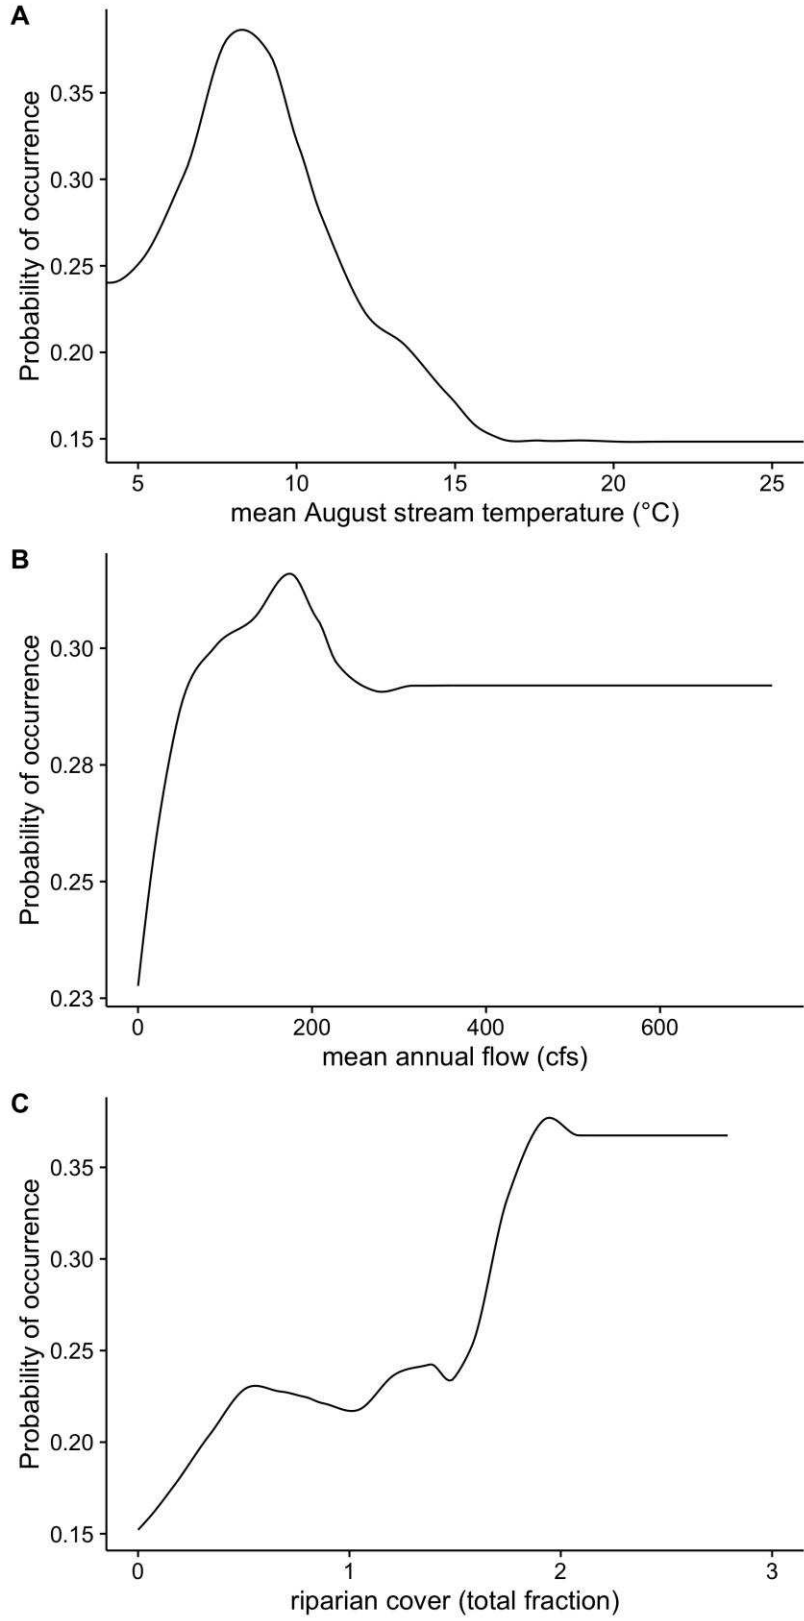 A
Probability of occurrence
0.35
0.30
0.25
0.20
0.15
5 10 15 20 25
mean August stream temperature (°C)
B
Probability of occurrence
0.30
0.28
0.25
0.23
0 200 400 600
mean annual flow (cfs)
C
Probability of occurrence
0.35
0.30
0.25
0.20
0.15
0 1 2 3
riparian cover (total fraction)